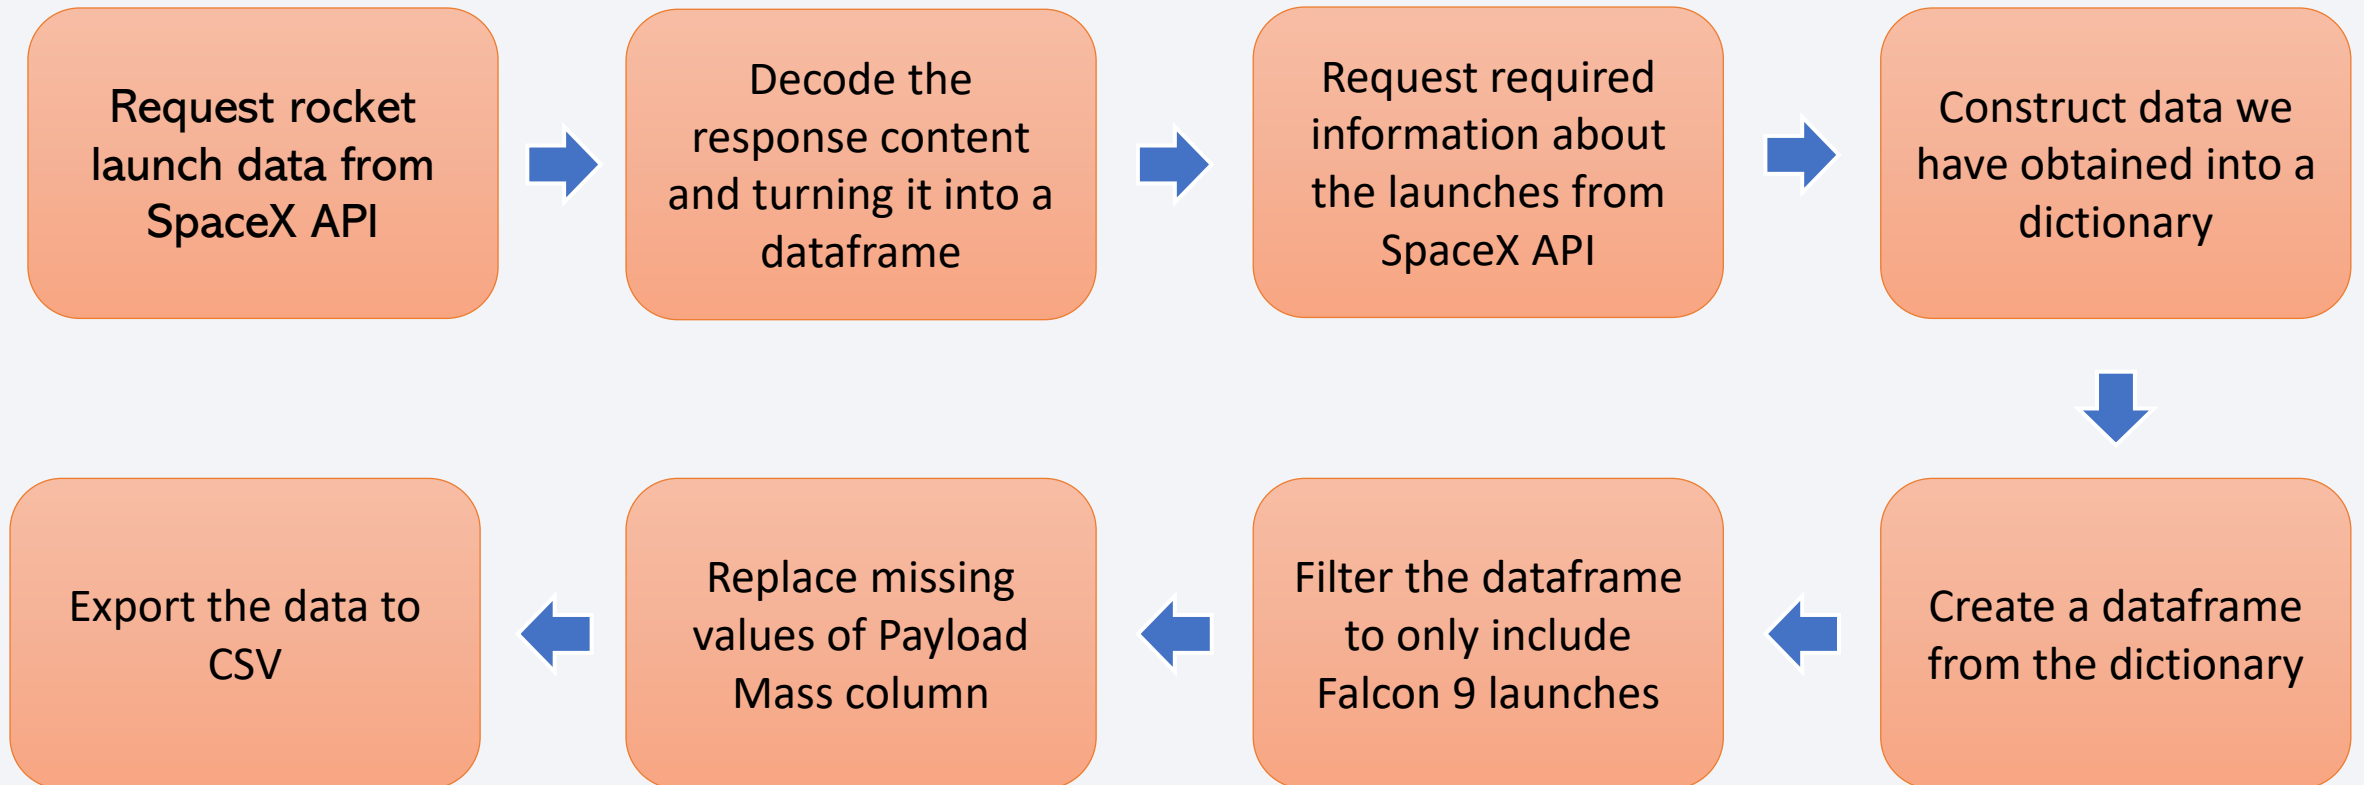 Request rocket
launch data from
SpaceX API
Decode the
response content
and turning it into a
dataframe
Request required
information about
the launches from
SpaceX API
Construct data we
have obtained into a
dictionary
Create a dataframe
from the dictionary
Filter the dataframe
to only include
Falcon 9 launches
Replace missing
values of Payload
Mass column
Export the data to
CSV